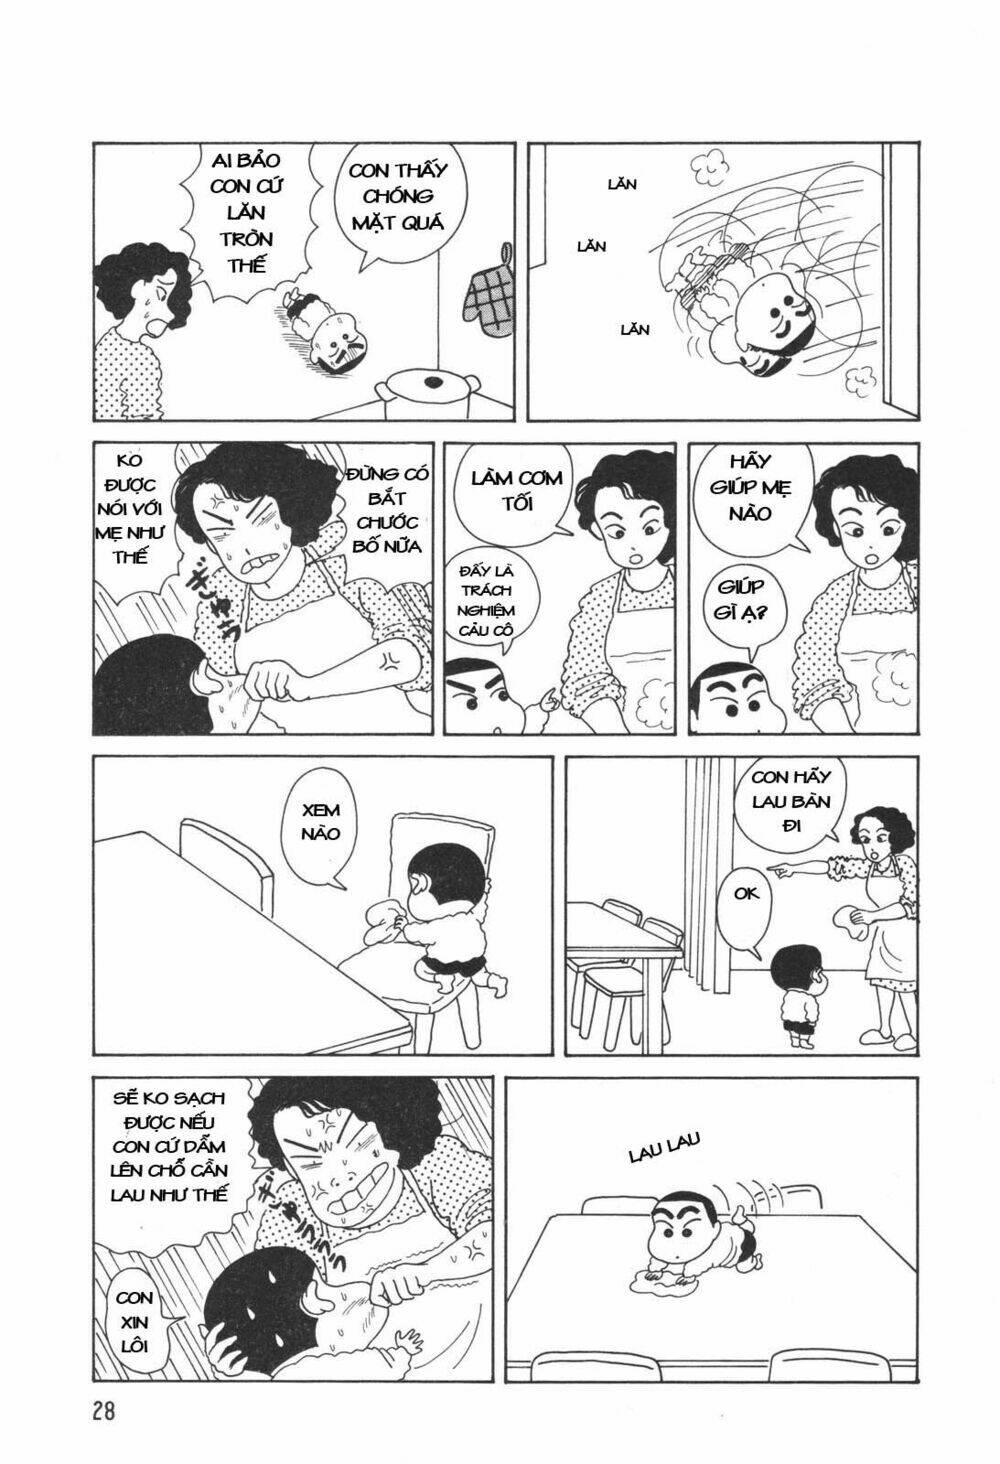 LĂN
LĂN
LĂN
CON THẤY
CHÓNG
MẶT QUÁ
AI BẢO
CON CỨ
LĂN
TRÒN
THẾ
HÃY
GIÚP MẸ
NÀO
GIÚP
GÌ Ạ?
LÀM CƠM
TỐI
ĐẤY LÀ
TRÁCH
NGHIỆM
CẢU CÔ
ĐỪNG CÓ
BẮT
CHƯỚC
BỐ NỮA
KO
ĐƯỢC
NÓI VỚI
MẸ NHƯ
THẾ
CON HÃY
LAU BÀN
ĐI
OK
XEM
NÀO
LAU LAU
SẼ KO SẠCH
ĐƯỢC NẾU
CON CỨ DẪM
LÊN CHỖ CẦN
LAU NHƯ THẾ
CON
XIN
LÔI
28